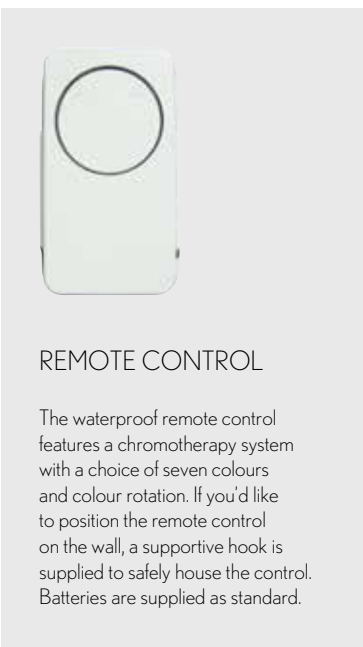 REMOTE CONTROL
The waterproof remote control
features a chromotherapy system
with a choice of seven colours
and colour rotation. If you'd like
to position the remote control
on the wall, a supportive hook is
supplied to safely house the control.
Batteries are supplied as standard.